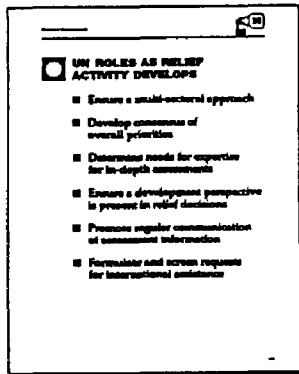 UN ROLES AS RELIEF
ACTIVITY DEVELOPS
Ensure a multi-sectoral approach
Develop consensus of
overall priorities
Determine needs for expertise
for in-depth assessments
Ensure a development perspective
is present in relief decisions
Promote regular communication
of assessment information
Formulate and screen requests
for international assistance